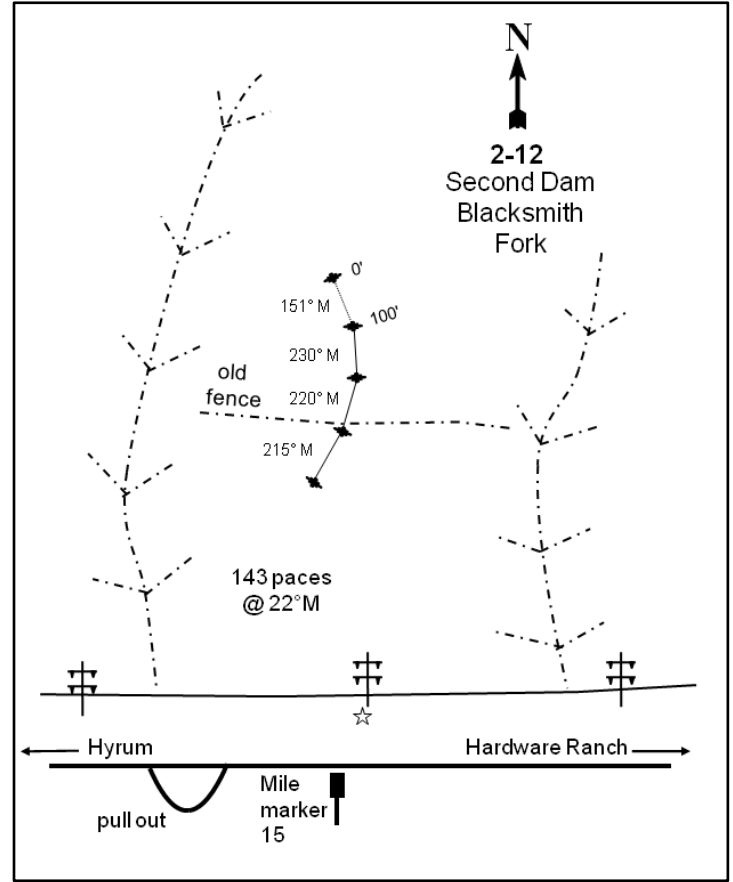 N
2-12
Second Dam
Blacksmith
Fork
0'
151° M
100'
230° M
old
fence
220° M
215° M
143 paces
@ 22°M
Hyrum
Hardware Ranch
Mile
marker
15
pull out